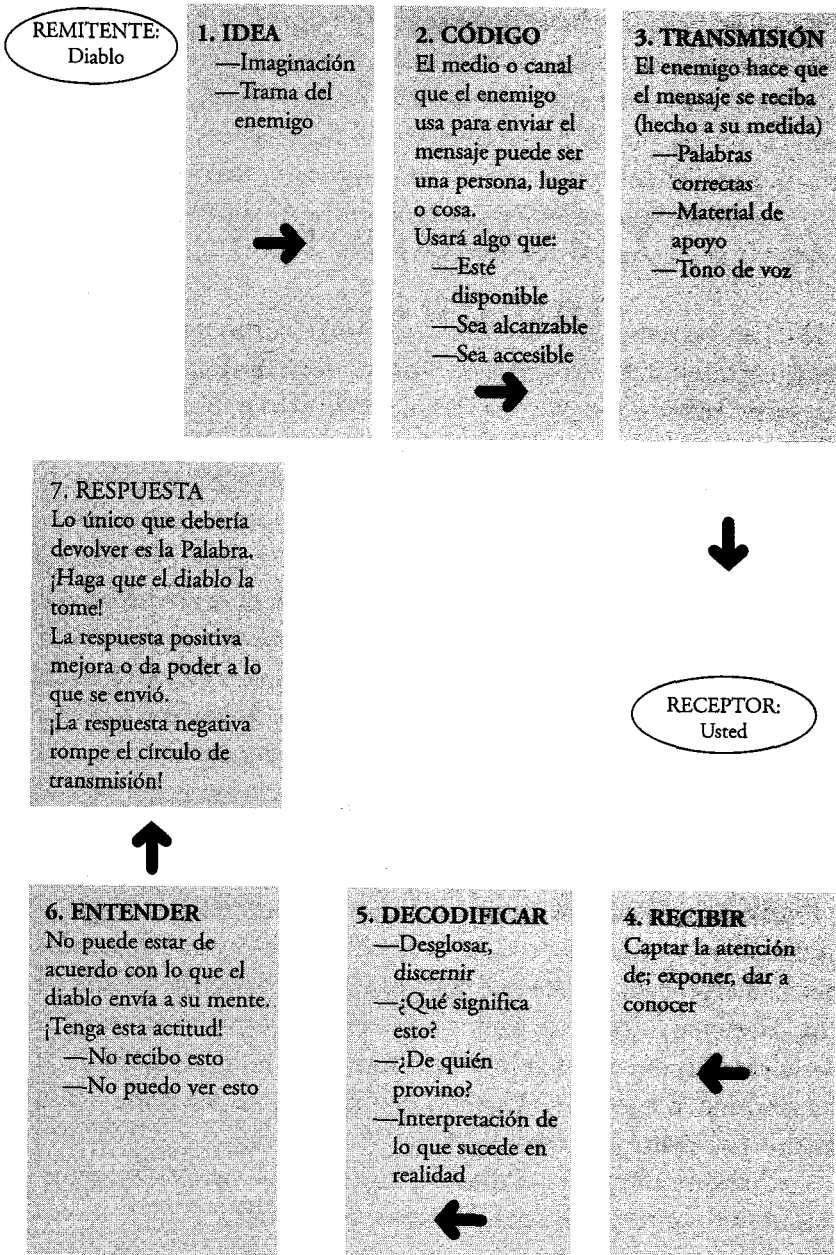 REMITENTE:
Diablo
1. IDEA
—Imaginación
—Trama del
enemigo
2. CÓDIGO
El medio o canal
que el enemigo
usa para enviar el
mensaje puede ser
una persona, lugar
o cosa.
Usará algo que:
—Esté
disponible
—Sea alcanzable
—Sea accesible
3. TRANSMISIÓN
El enemigo hace que
el mensaje se reciba
(hecho a su medida)
—Palabras
correctas
—Material de
apoyo
—Tono de voz
RECEPTOR:
Usted
4. RECIBIR
Captar la atención
de; exponer, dar a
conocer
5. DECODIFICAR
—Desglosar,
discernir
—¿Qué significa
esto?
—¿De quién
provino?
—Interpretación de
lo que sucede en
realidad
6. ENTENDER
No puede estar de
acuerdo con lo que el
diablo envía a su mente.
¡Tenga esta actitud!
—No recibo esto
—No puedo ver esto
7. RESPUESTA
Lo único que debería
devolver es la Palabra.
¡Haga que el diablo la
tome!
La respuesta positiva
mejora o da poder a lo
que se envió.
¡La respuesta negativa
rompe el círculo de
transmisión!